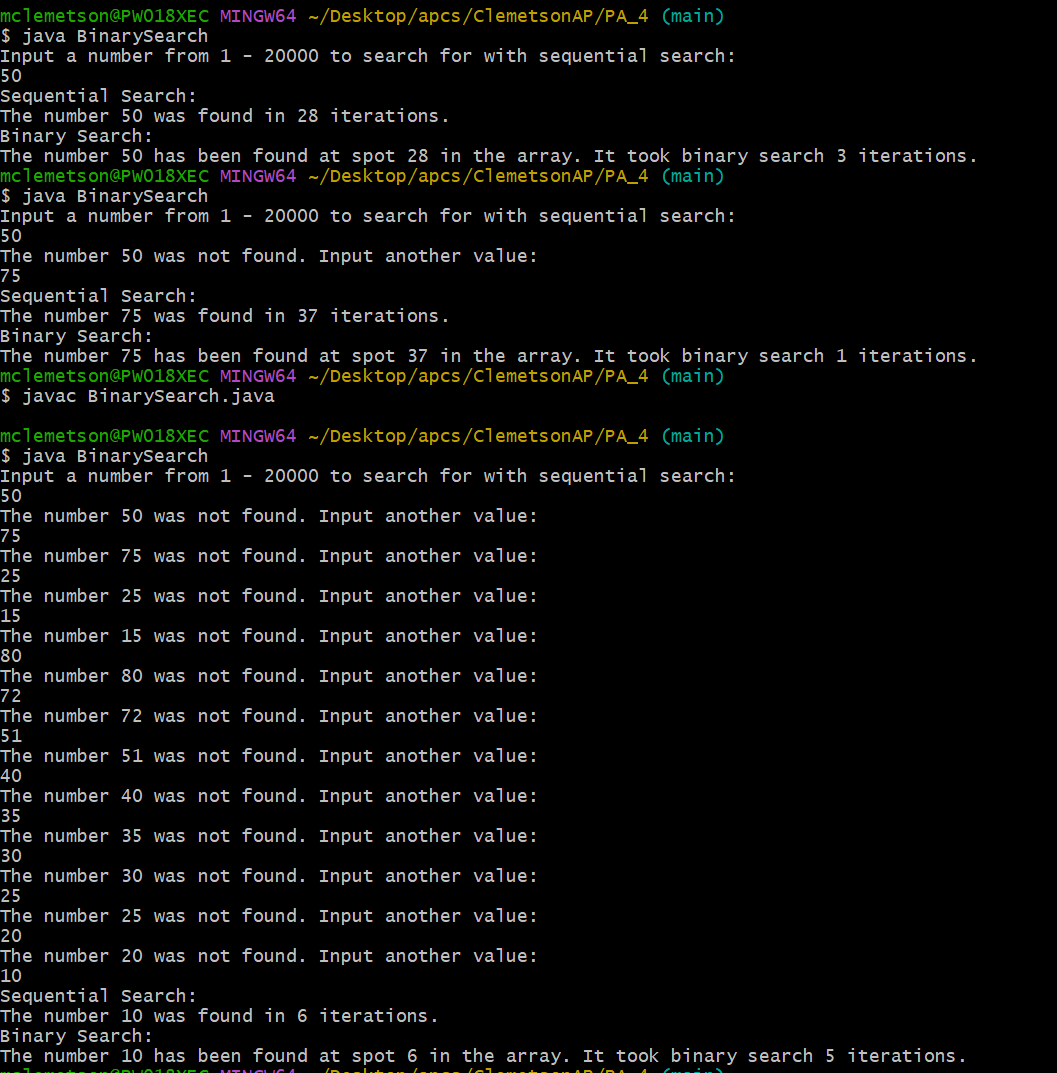 mclemetson@PW018XEC MINGW64 ~/Desktop/apcs/ClemetsonAP/PA_4 (main)
$ java BinarySearch
Input a number from 1 - 20000 to search for with sequential search:
50
Sequential Search:
The number 50 was found in 28 iterations.
Binary Search:
The number 50 has been found at spot 28 in the array. It took binary search 3 iterations.
mclemetson@PW018XEC MINGW64 ~/Desktop/apcs/ClemetsonAP/PA_4 (main)
$ java BinarySearch
Input a number from 1 - 20000 to search for with sequential search:
50
The number 50 was not found. Input another value:
75
Sequential Search:
The number 75 was found in 37 iterations.
Binary Search:
The number 75 has been found at spot 37 in the array. It took binary search 1 iterations.
mclemetson@PW018XEC MINGW64 ~/Desktop/apcs/ClemetsonAP/PA_4 (main)
$ javac BinarySearch.java
mclemetson@PW018XEC MINGW64 ~/Desktop/apcs/ClemetsonAP/PA_4 (main)
$ java BinarySearch
Input a number from 1 - 20000 to search for with sequential search:
50
The number 50 was not found. Input another value:
75
The number 75 was not found. Input another value:
25
The number 25 was not found. Input another value:
15
The number 15 was not found. Input another value:
80
The number 80 was not found. Input another value:
72
The number 72 was not found. Input another value:
51
The number 51 was not found. Input another value:
40
The number 40 was not found. Input another value:
35
The number 35 was not found. Input another value:
30
The number 30 was not found. Input another value:
25
The number 25 was not found. Input another value:
20
The number 20 was not found. Input another value:
10
Sequential Search:
The number 10 was found in 6 iterations.
Binary Search:
The number 10 has been found at spot 6 in the array. It took binary search 5 iterations.
mclemetson@PW018XEC MINGW64 ~/Desktop/apcs/ClemetsonAP/PA_4 (main)